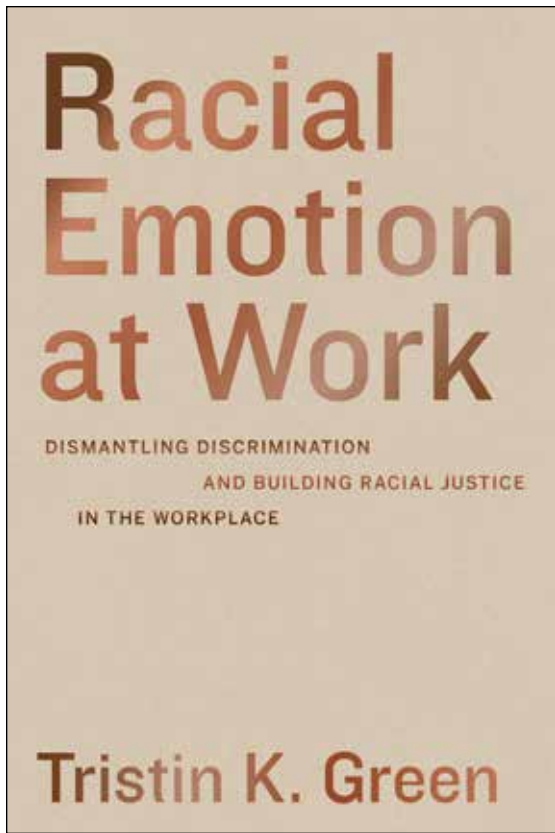 Racial
Emotion
at Work
DISMANTLING DISCRIMINATION
AND BUILDING RACIAL JUSTICE
IN THE WORKPLACE
Tristin K. Green